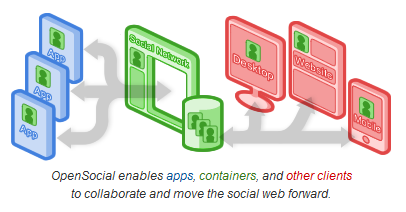 App
App
App
Social Network
Desktop
Website
Mobile
OpenSocial enables apps, containers, and other clients
to collaborate and move the social web forward.